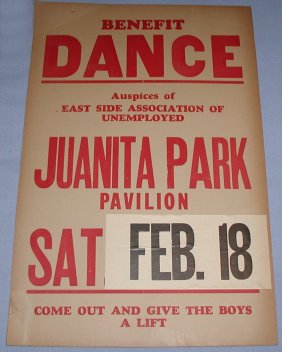 BENEFIT
DANCE
Auspices of
EAST SIDE ASSOCIATION OF
UNEMPLOYED
JUANITA PARK
PAVILION
SAT FEB. 18
COME OUT AND GIVE THE BOYS
A LIFT